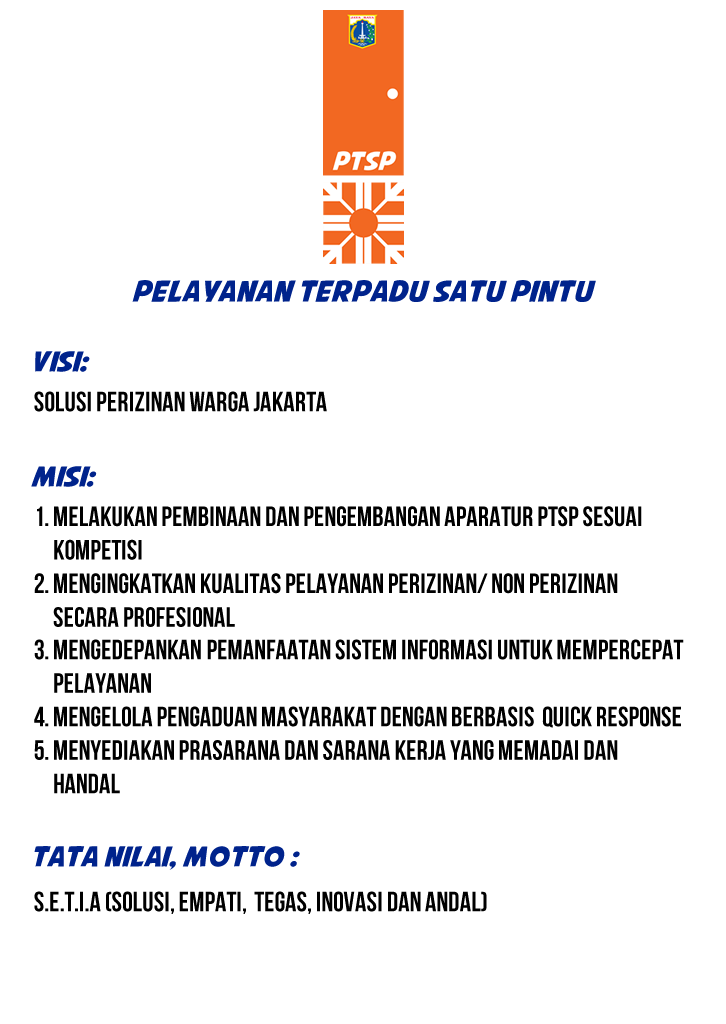 JAYA RAYA
PTSP
PELAYANAN TERPADU SATU PINTU
VISI:
SOLUSI PERIZINAN WARGA JAKARTA
MISI:
1. MELAKUKAN PEMBINAAN DAN PENGEMBANGAN APARATUR PTSP SESUAI
KOMPETISI
2. MENGINGKATKAN KUALITAS PELAYANAN PERIZINAN/ NON PERIZINAN
SECARA PROFESIONAL
3. MENGEDEPANKAN PEMANFAATAN SISTEM INFORMASI UNTUK MEMPERCEPAT
PELAYANAN
4. MENGELOLA PENGADUAN MASYARAKAT DENGAN BERBASIS QUICK RESPONSE
5. MENYEDIAKAN PRASARANA DAN SARANA KERJA YANG MEMADAI DAN
HANDAL
TATA NILAI, MOTTO :
S.E.T.I.A (SOLUSI, EMPATI, TEGAS, INOVASI DAN ANDAL)